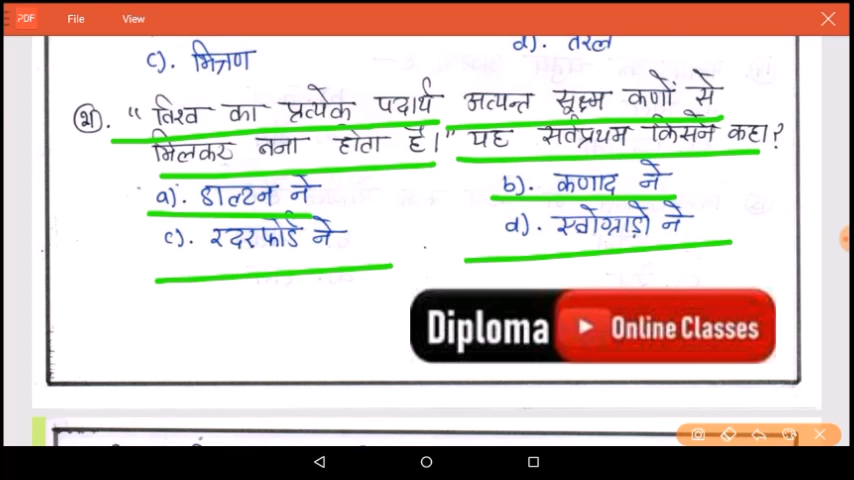 PDF File View
c). मिश्रण
d). तरल
"विश्व का प्रत्येक पदार्थ अत्यन्त सूक्ष्म कणों से
मिलकर बना होता है।" यह सर्वप्रथम किसने कहा?
a). डाल्टन ने
b). कणाद ने
c). रदरफोर्ड ने
d). एवोग्राड्रो ने
Diploma Online Classes